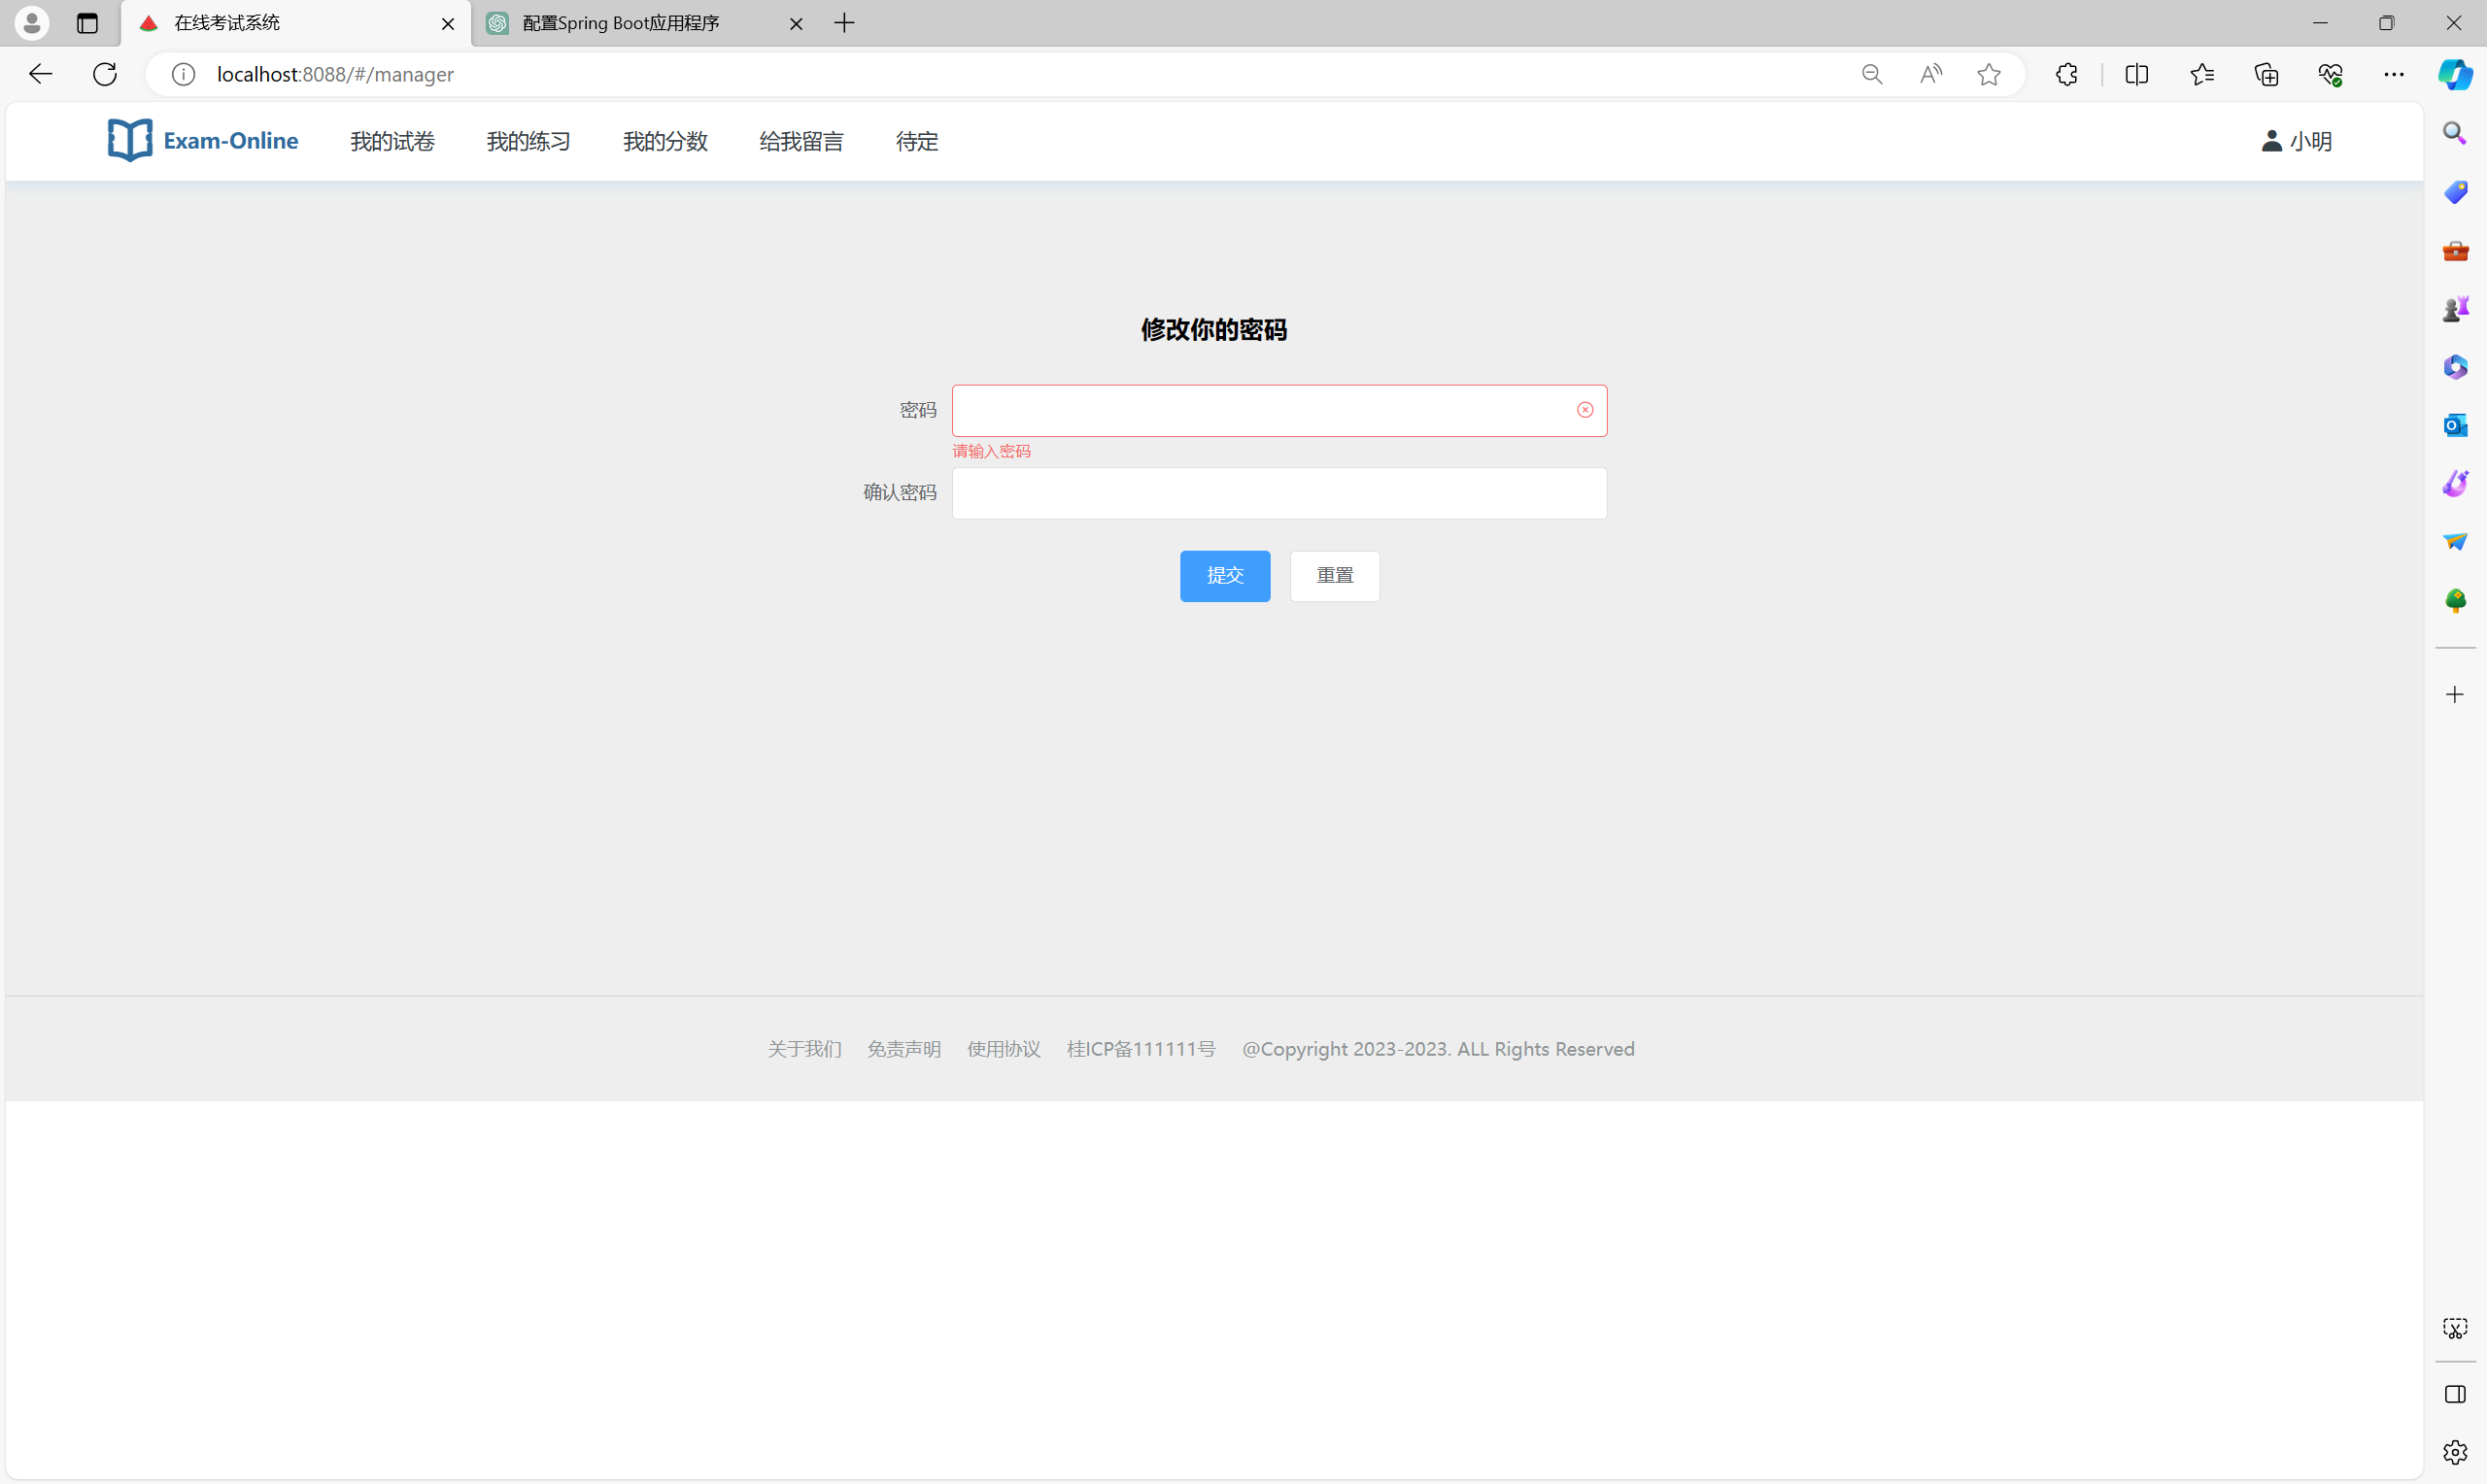 在线考试系统
配置Spring Boot应用程序
localhost:8088/#/manager
Exam-Online 我的试卷 我的练习 我的分数 给我留言 待定 小明
修改你的密码
密码
请输入密码
确认密码
提交 重置
关于我们 免责声明 使用协议 桂ICP备111111号 @Copyright 2023-2023. ALL Rights Reserved